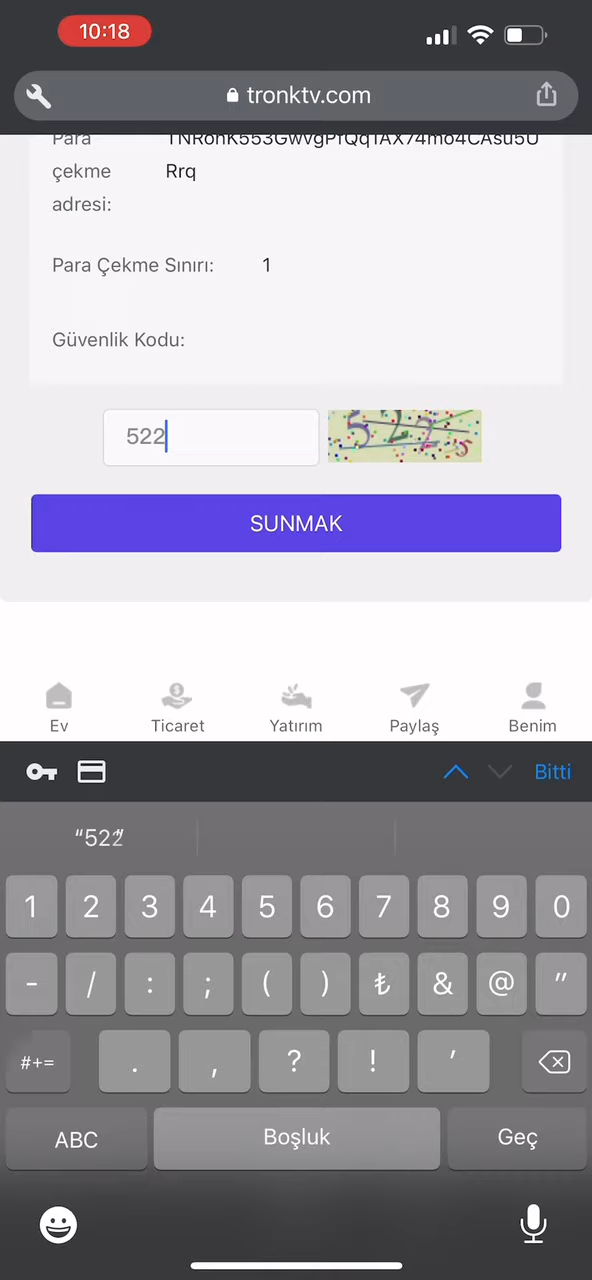 10:18
tronktv.com
Para
çekme
adresi:
Rrq
Para Çekme Sınırı: 1
Güvenlik Kodu:
522
5225
SUNMAK
Ev Ticaret Yatırım Paylaş Benim
Bitti
“522”
1 2 3 4 5 6 7 8 9 0
- / : ; ( ) ₺ & @ "
#+= . , ? ! '
ABC Boşluk Geç